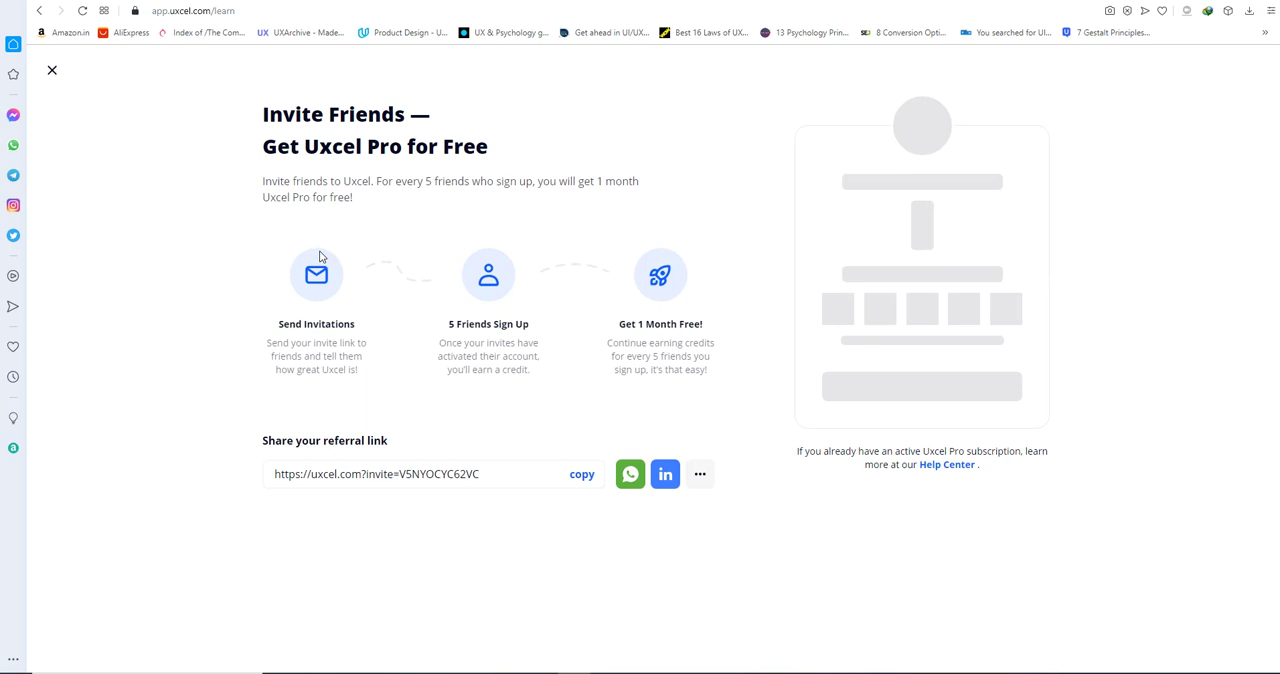 app.uxcel.com/learn
a Amazon.in
AliExpress
Index of /The Com...
UX UXArchive - Made...
Product Design - U...
UX & Psychology g...
Get ahead in UI/UX...
Best 16 Laws of UX...
13 Psychology Prin...
8 Conversion Opti...
You searched for UI...
7 Gestalt Principles...
Invite Friends —
Get Uxcel Pro for Free
Invite friends to Uxcel. For every 5 friends who sign up, you will get 1 month
Uxcel Pro for free!
Send Invitations
Send your invite link to
friends and tell them
how great Uxcel is!
5 Friends Sign Up
Once your invites have
activated their account,
you'll earn a credit.
Get 1 Month Free!
Continue earning credits
for every 5 friends you
sign up, it's that easy!
Share your referral link
https://uxcel.com?invite=V5NYOCYC62VC
copy
in
If you already have an active Uxcel Pro subscription, learn
more at our Help Center .